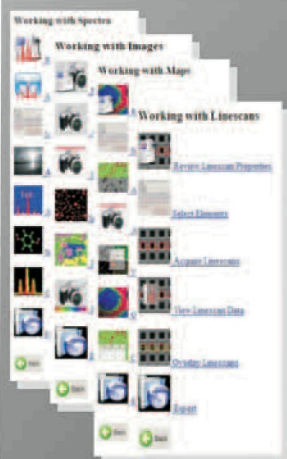 Working with Spectra
Working with Images
Working with Maps
Working with Linescans
Review Linescan Properties
Select Elements
Acquire Linescans
View Linescan Data
Overlay Linescans
Export
Back
Back
Back
Back